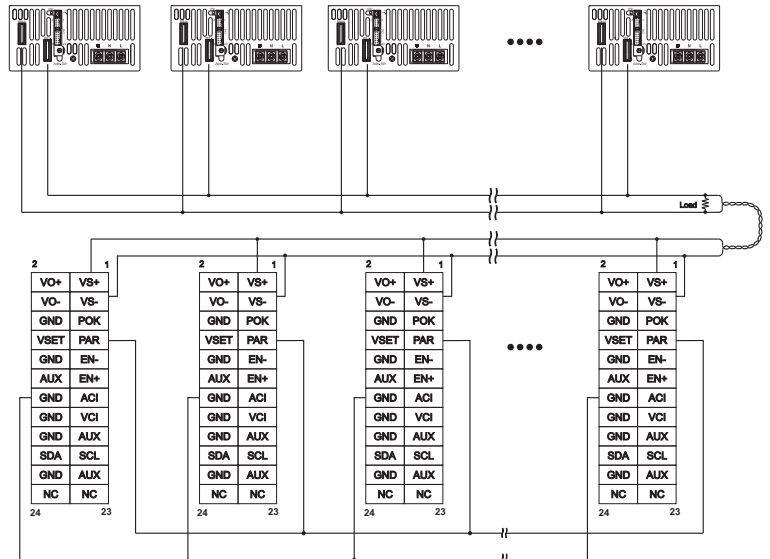 N L
N L
N L
N L
Load
2 1
VO+ VS+
VO- VS-
GND POK
VSET PAR
GND EN-
AUX EN+
GND ACI
GND VCI
GND AUX
SDA SCL
GND AUX
NC NC
24 23
2 1
VO+ VS+
VO- VS-
GND POK
VSET PAR
GND EN-
AUX EN+
GND ACI
GND VCI
GND AUX
SDA SCL
GND AUX
NC NC
24 23
2 1
VO+ VS+
VO- VS-
GND POK
VSET PAR
GND EN-
AUX EN+
GND ACI
GND VCI
GND AUX
SDA SCL
GND AUX
NC NC
24 23
2 1
VO+ VS+
VO- VS-
GND POK
VSET PAR
GND EN-
AUX EN+
GND ACI
GND VCI
GND AUX
SDA SCL
GND AUX
NC NC
24 23